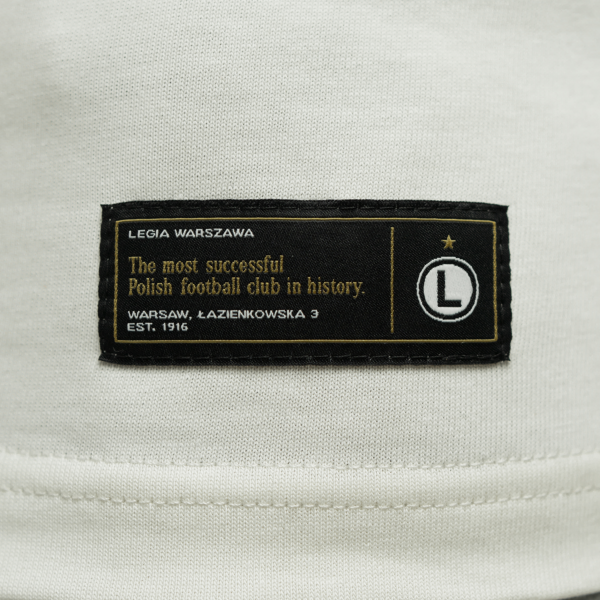 LEGIA WARSZAWA
The most successful
Polish football club in history.
WARSAW, ŁAZIENKOWSKA 3
EST. 1916
L